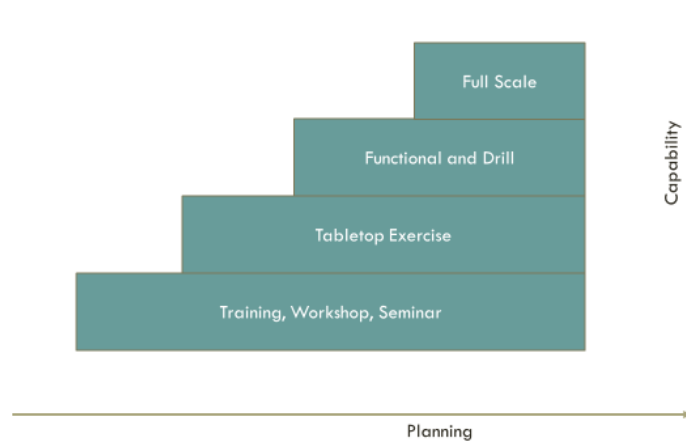 Full Scale
Functional and Drill
Tabletop Exercise
Training, Workshop, Seminar
Capability
Planning